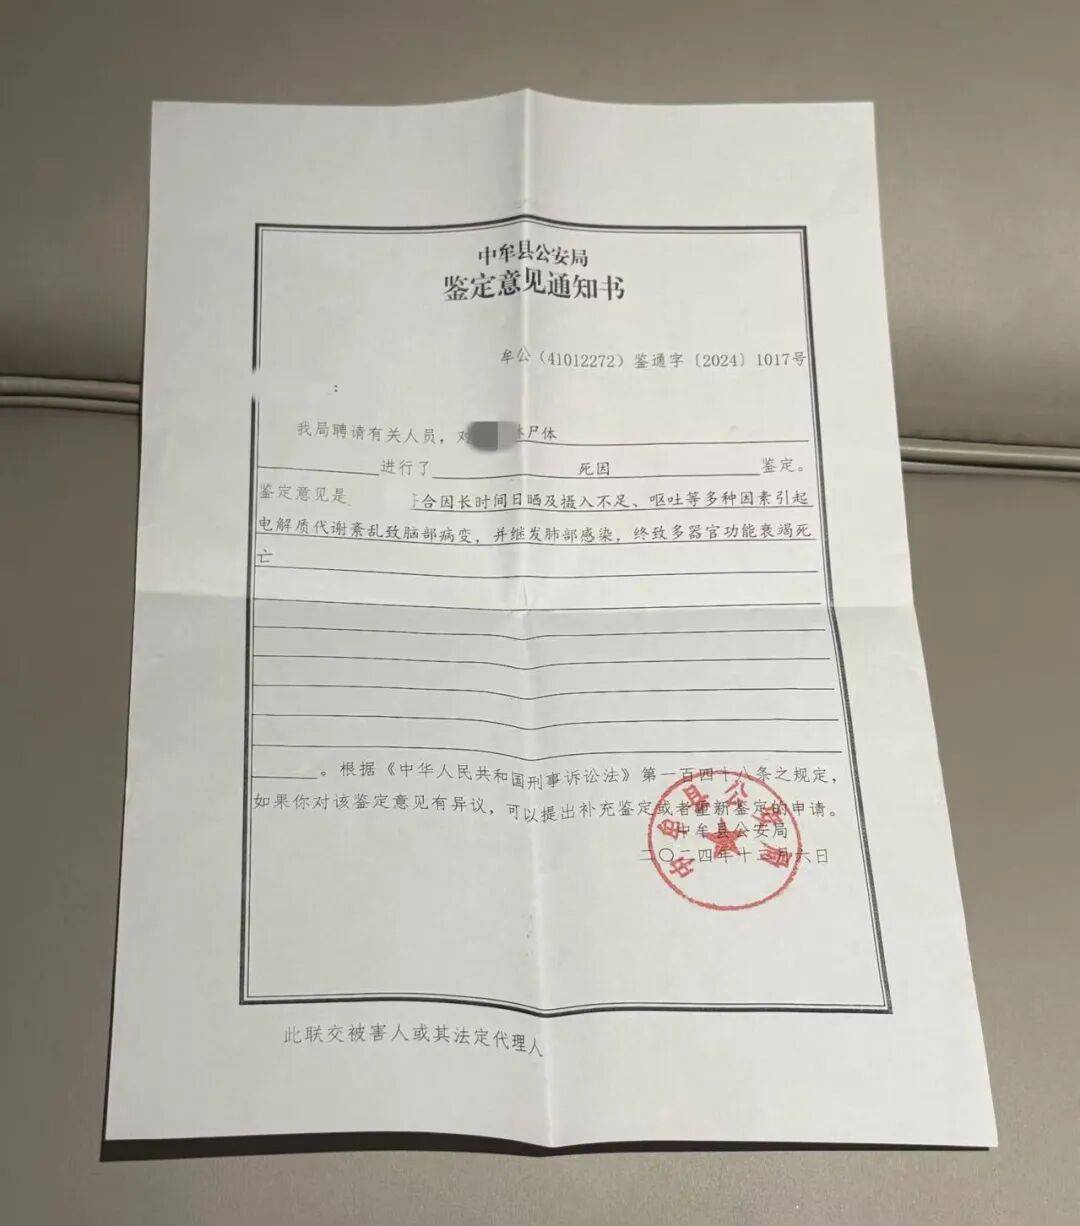 中牟县公安局
鉴定意见通知书
牟公（41012272）鉴通字〔2024〕1017号
：
我局聘请有关人员，对 尸体
进行了 死因 鉴定。
鉴定意见是 符合因长时间日晒及摄入不足、呕吐等多种因素引起
电解质代谢紊乱致脑部病变，并继发肺部感染，终致多器官功能衰竭死
亡
。根据《中华人民共和国刑事诉讼法》第一百四十八条之规定，
如果你对该鉴定意见有异议，可以提出补充鉴定或者重新鉴定的申请。
中牟县公安局
二〇二四年十 月六日
中牟县公安局
此联交被害人或其法定代理人